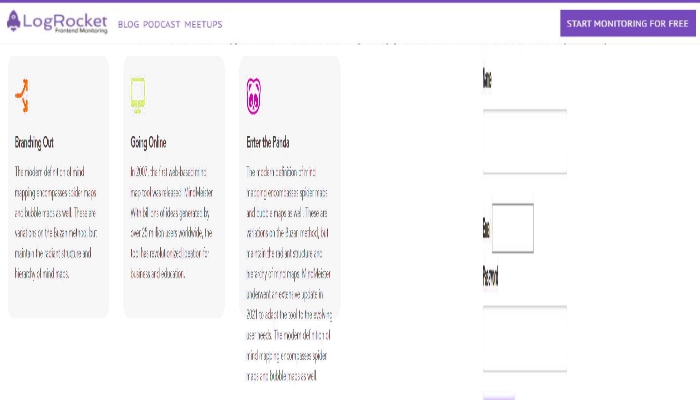 LogRocket
Frontend Monitoring
BLOG PODCAST MEETUPS
START MONITORING FOR FREE
Branching Out
The modern definition of mind
mapping encompasses spider maps
and bubble maps as well. These are
variations on the Buzan method, but
maintain the radiant structure and
hierarchy of mind maps.
Going Online
In 2007, the first web-based mind
map tool was released: MindMeister
With billions of ideas generated by
over 25 million users worldwide, the
tool has revolutionized ideation for
business and education.
Enter the Panda
The modern definition of mind
mapping encompasses spider maps
and bubble maps as well. These are
variations on the Buzan method, but
maintain the radiant structure and
hierarchy of mind maps. MindMeister
underwent an extensive update in
2021 to adapt the tool to the evolving
user needs. The modern definition of
mind mapping encompasses spider
maps and bubble maps as well.
Name
Password